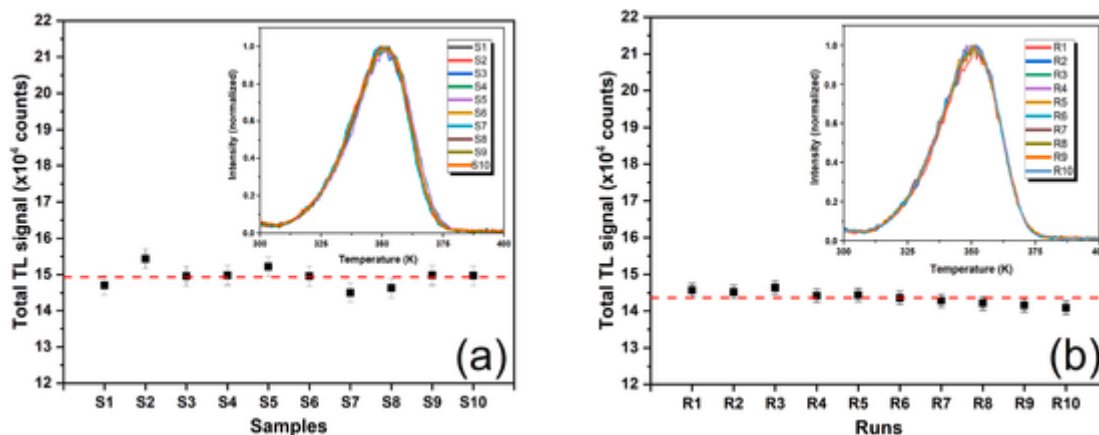 22
21
20
19
18
17
16
15
14
13
12
Total TL signal (x10⁴ counts)
S1 S2 S3 S4 S5 S6 S7 S8 S9 S10
Samples
(a)
1.0
0.8
0.6
0.4
0.2
0.0
Intensity (normalized)
300 325 350 375 400
Temperature (K)
S1
S2
S3
S4
S5
S6
S7
S8
S9
S10
22
21
20
19
18
17
16
15
14
13
12
Total TL signal (x10⁴ counts)
R1 R2 R3 R4 R5 R6 R7 R8 R9 R10
Runs
(b)
1.0
0.8
0.6
0.4
0.2
0.0
Intensity (normalized)
300 325 350 375 400
Temperature (K)
R1
R2
R3
R4
R5
R6
R7
R8
R9
R10